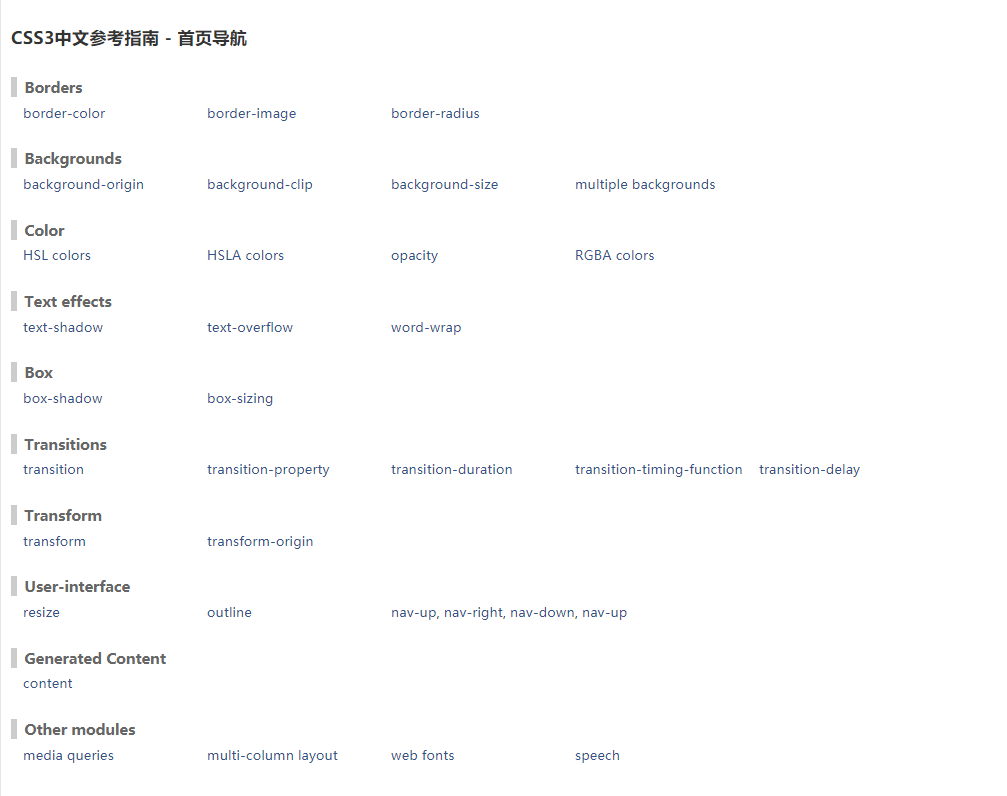 CSS3中文参考指南 - 首页导航
Borders
border-color border-image border-radius
Backgrounds
background-origin background-clip background-size multiple backgrounds
Color
HSL colors HSLA colors opacity RGBA colors
Text effects
text-shadow text-overflow word-wrap
Box
box-shadow box-sizing
Transitions
transition transition-property transition-duration transition-timing-function transition-delay
Transform
transform transform-origin
User-interface
resize outline nav-up, nav-right, nav-down, nav-up
Generated Content
content
Other modules
media queries multi-column layout web fonts speech